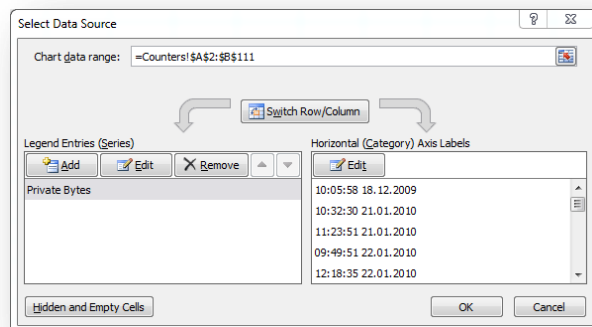 Select Data Source
Chart data range: =Counters!$A$2:$B$111
Switch Row/Column
Legend Entries (Series)
Add Edit Remove
Private Bytes
Horizontal (Category) Axis Labels
Edit
10:05:58 18.12.2009
10:32:30 21.01.2010
11:23:51 21.01.2010
09:49:51 22.01.2010
12:18:35 22.01.2010
Hidden and Empty Cells
OK Cancel